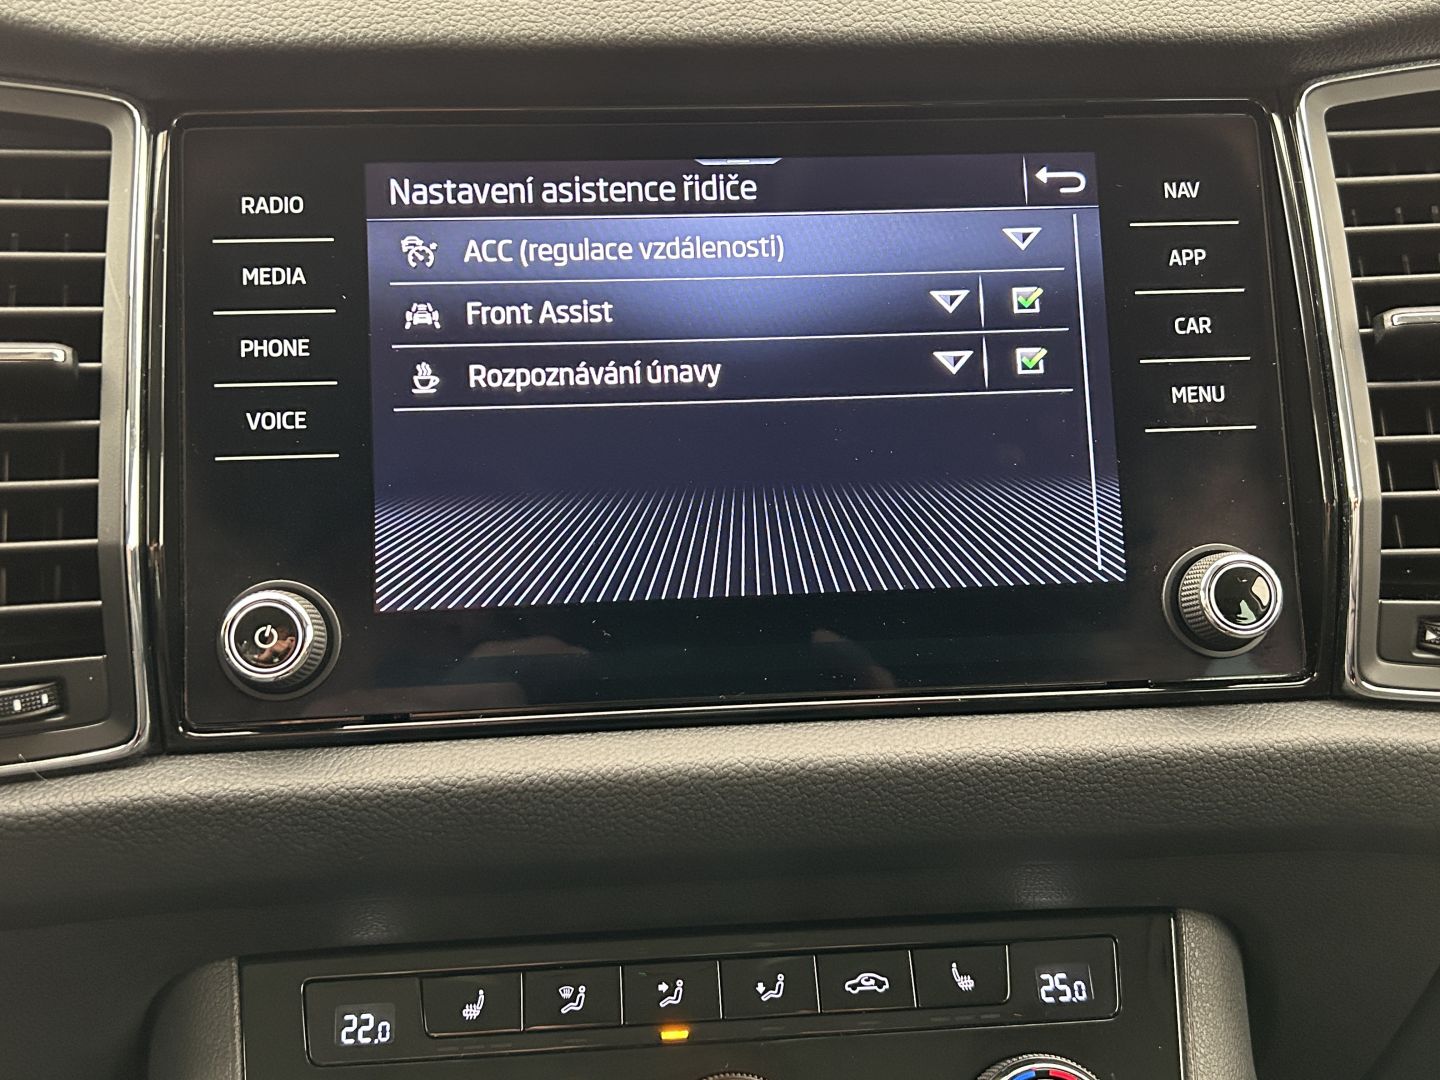 RADIO
MEDIA
PHONE
VOICE
Nastavení asistence řidiče
ACC (regulace vzdálenosti)
Front Assist
Rozpoznávání únavy
NAV
APP
CAR
MENU
22.0
25.0